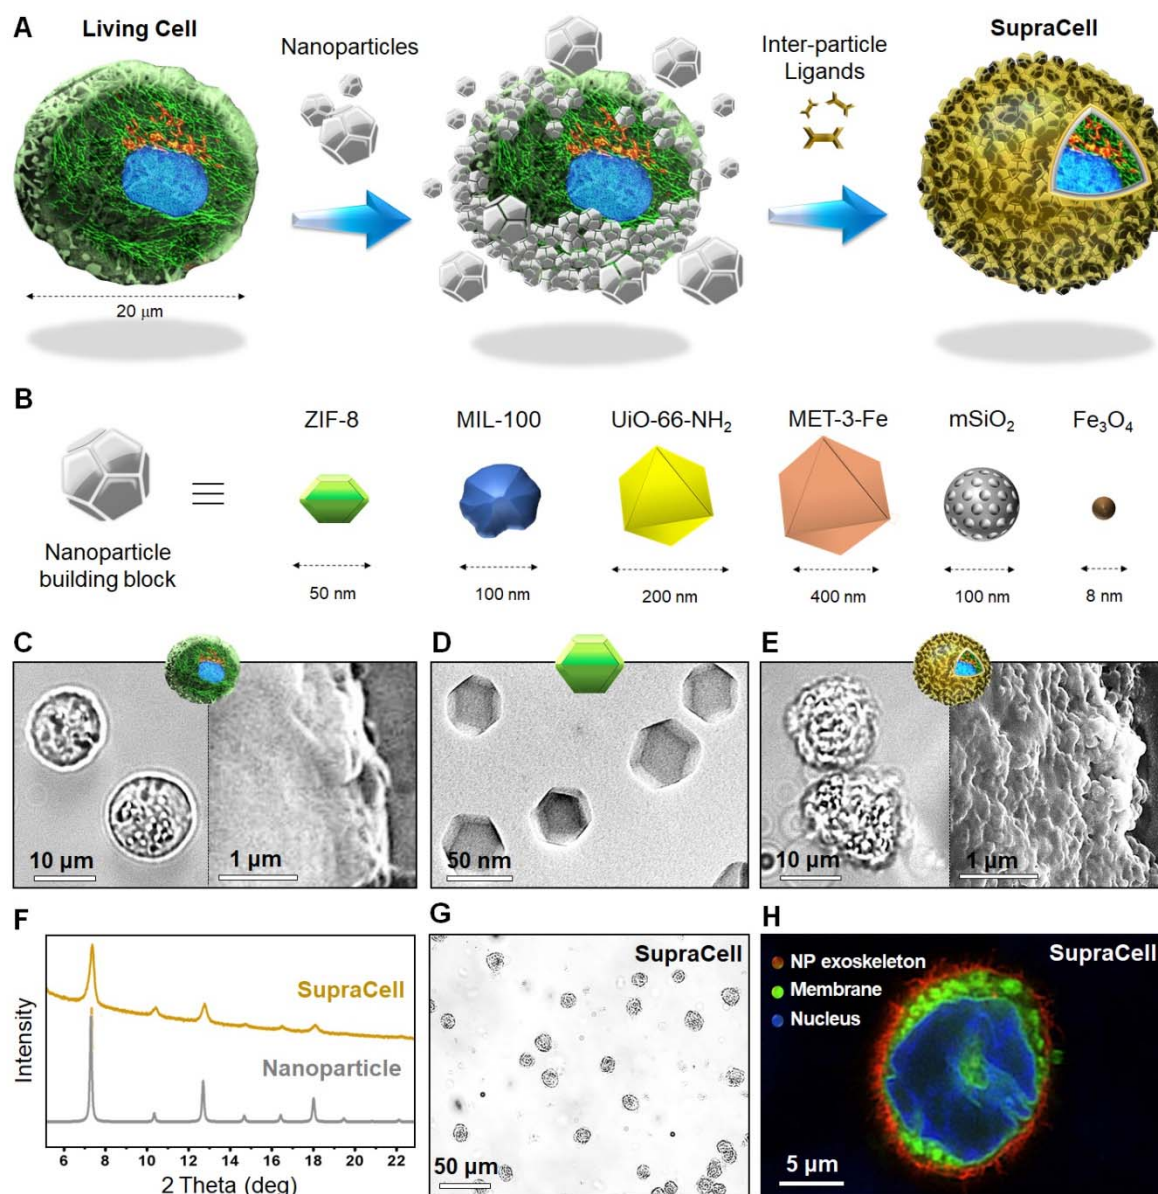 A
Living Cell
Nanoparticles
Inter-particle
Ligands
SupraCell
20 μm
B
Nanoparticle
building block
ZIF-8
MIL-100
UiO-66-NH₂
MET-3-Fe
mSiO₂
Fe₃O₄
50 nm
100 nm
200 nm
400 nm
100 nm
8 nm
C
10 μm
1 μm
D
50 nm
E
10 μm
1 μm
F
Intensity
SupraCell
Nanoparticle
6 8 10 12 14 16 18 20 22
2 Theta (deg)
G
SupraCell
50 μm
H
SupraCell
NP exoskeleton
Membrane
Nucleus
5 μm